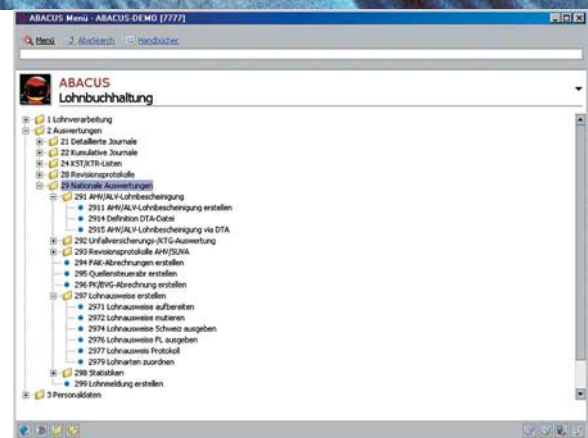 ABACUS Menü - ABACUS-DEMO [7777]
Menü AbaSearch Handbücher
ABACUS
Lohnbuchhaltung
1 Lohnverarbeitung
2 Auswertungen
21 Detaillierte Journale
22 Kumulative Journale
24 KST/KTR-Listen
28 Revisionsprotokolle
29 Nationale Auswertungen
291 AHV/ALV-Lohnbescheinigung
2911 AHV/ALV-Lohnbescheinigung erstellen
2914 Definition DTA-Datei
2915 AHV/ALV-Lohnbescheinigung via DTA
292 Unfallversicherungs-/KTG-Auswertung
293 Revisionsprotokolle AHV/SUVA
294 FAK-Abrechnungen erstellen
295 Quellensteuerabr erstellen
296 PK/BVG-Abrechnung erstellen
297 Lohnausweise erstellen
2971 Lohnausweise aufbereiten
2972 Lohnausweise mutieren
2974 Lohnausweise Schweiz ausgeben
2976 Lohnausweise FL ausgeben
2977 Lohnausweis Protokoll
2979 Lohnarten zuordnen
298 Statistiken
299 Lohnmeldung erstellen
3 Personaldaten